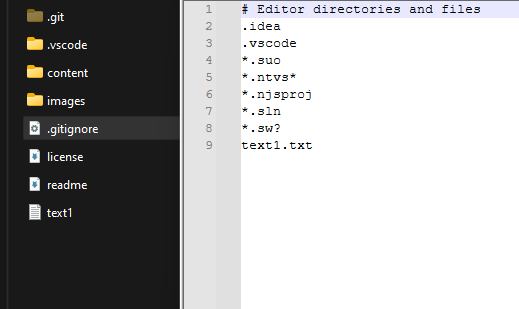 .git
.vscode
content
images
.gitignore
license
readme
text1
1 # Editor directories and files
2 .idea
3 .vscode
4 *.suo
5 *.ntvs*
6 *.njsproj
7 *.sln
8 *.sw?
9 text1.txt